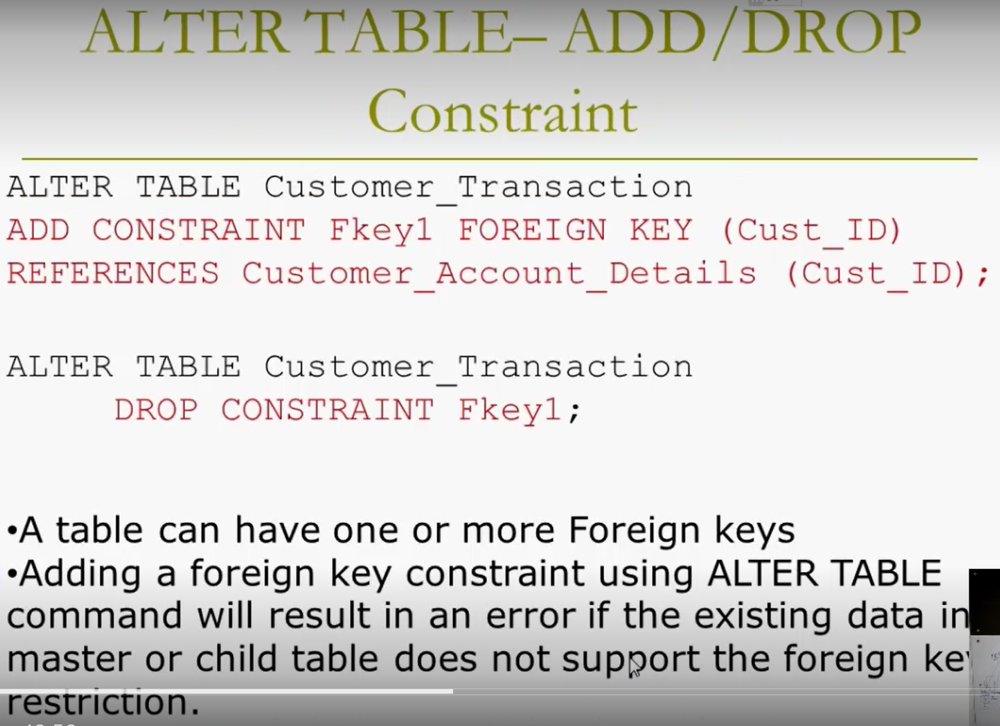 ALTER TABLE– ADD/DROP
Constraint
ALTER TABLE Customer_Transaction
ADD CONSTRAINT Fkey1 FOREIGN KEY (Cust_ID)
REFERENCES Customer_Account_Details (Cust_ID);
ALTER TABLE Customer_Transaction
DROP CONSTRAINT Fkey1;
•A table can have one or more Foreign keys
•Adding a foreign key constraint using ALTER TABLE
command will result in an error if the existing data in
master or child table does not support the foreign key
restriction.